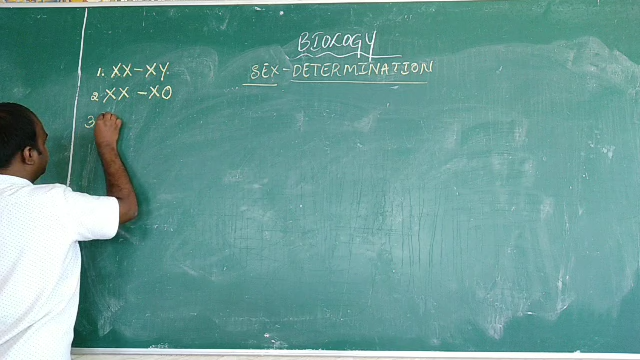 BIOLOGY
SEX-DETERMINATION
1. XX-XY.
2. XX-XO
3